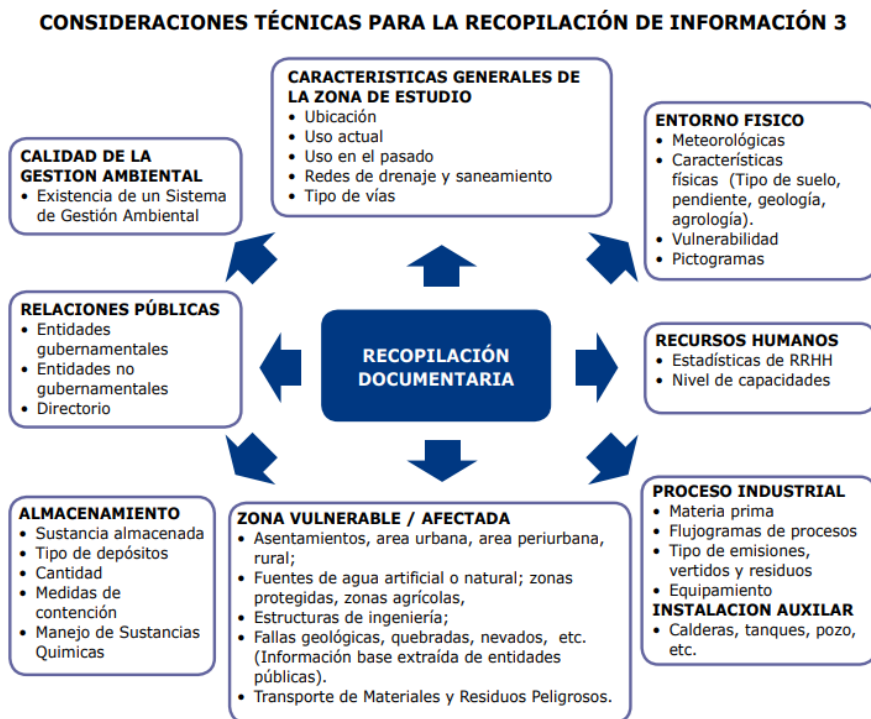 CONSIDERACIONES TÉCNICAS PARA LA RECOPILACIÓN DE INFORMACIÓN 3
CARACTERISTICAS GENERALES DE
LA ZONA DE ESTUDIO
• Ubicación
• Uso actual
• Uso en el pasado
• Redes de drenaje y saneamiento
• Tipo de vías
CALIDAD DE LA
GESTION AMBIENTAL
• Existencia de un Sistema
de Gestión Ambiental
ENTORNO FISICO
• Meteorológicas
• Características
físicas (Tipo de suelo,
pendiente, geología,
agrología).
• Vulnerabilidad
• Pictogramas
RELACIONES PÚBLICAS
• Entidades
gubernamentales
• Entidades no
gubernamentales
• Directorio
RECOPILACIÓN
DOCUMENTARIA
RECURSOS HUMANOS
• Estadísticas de RRHH
• Nivel de capacidades
ALMACENAMIENTO
• Sustancia almacenada
• Tipo de depósitos
• Cantidad
• Medidas de
contención
• Manejo de Sustancias
Quimicas
ZONA VULNERABLE / AFECTADA
• Asentamientos, area urbana, area periurbana,
rural;
• Fuentes de agua artificial o natural; zonas
protegidas, zonas agrícolas,
• Estructuras de ingeniería;
• Fallas geológicas, quebradas, nevados, etc.
(Información base extraída de entidades
públicas).
• Transporte de Materiales y Residuos Peligrosos.
PROCESO INDUSTRIAL
• Materia prima
• Flujogramas de procesos
• Tipo de emisiones,
vertidos y residuos
• Equipamiento
INSTALACION AUXILAR
• Calderas, tanques, pozo,
etc.